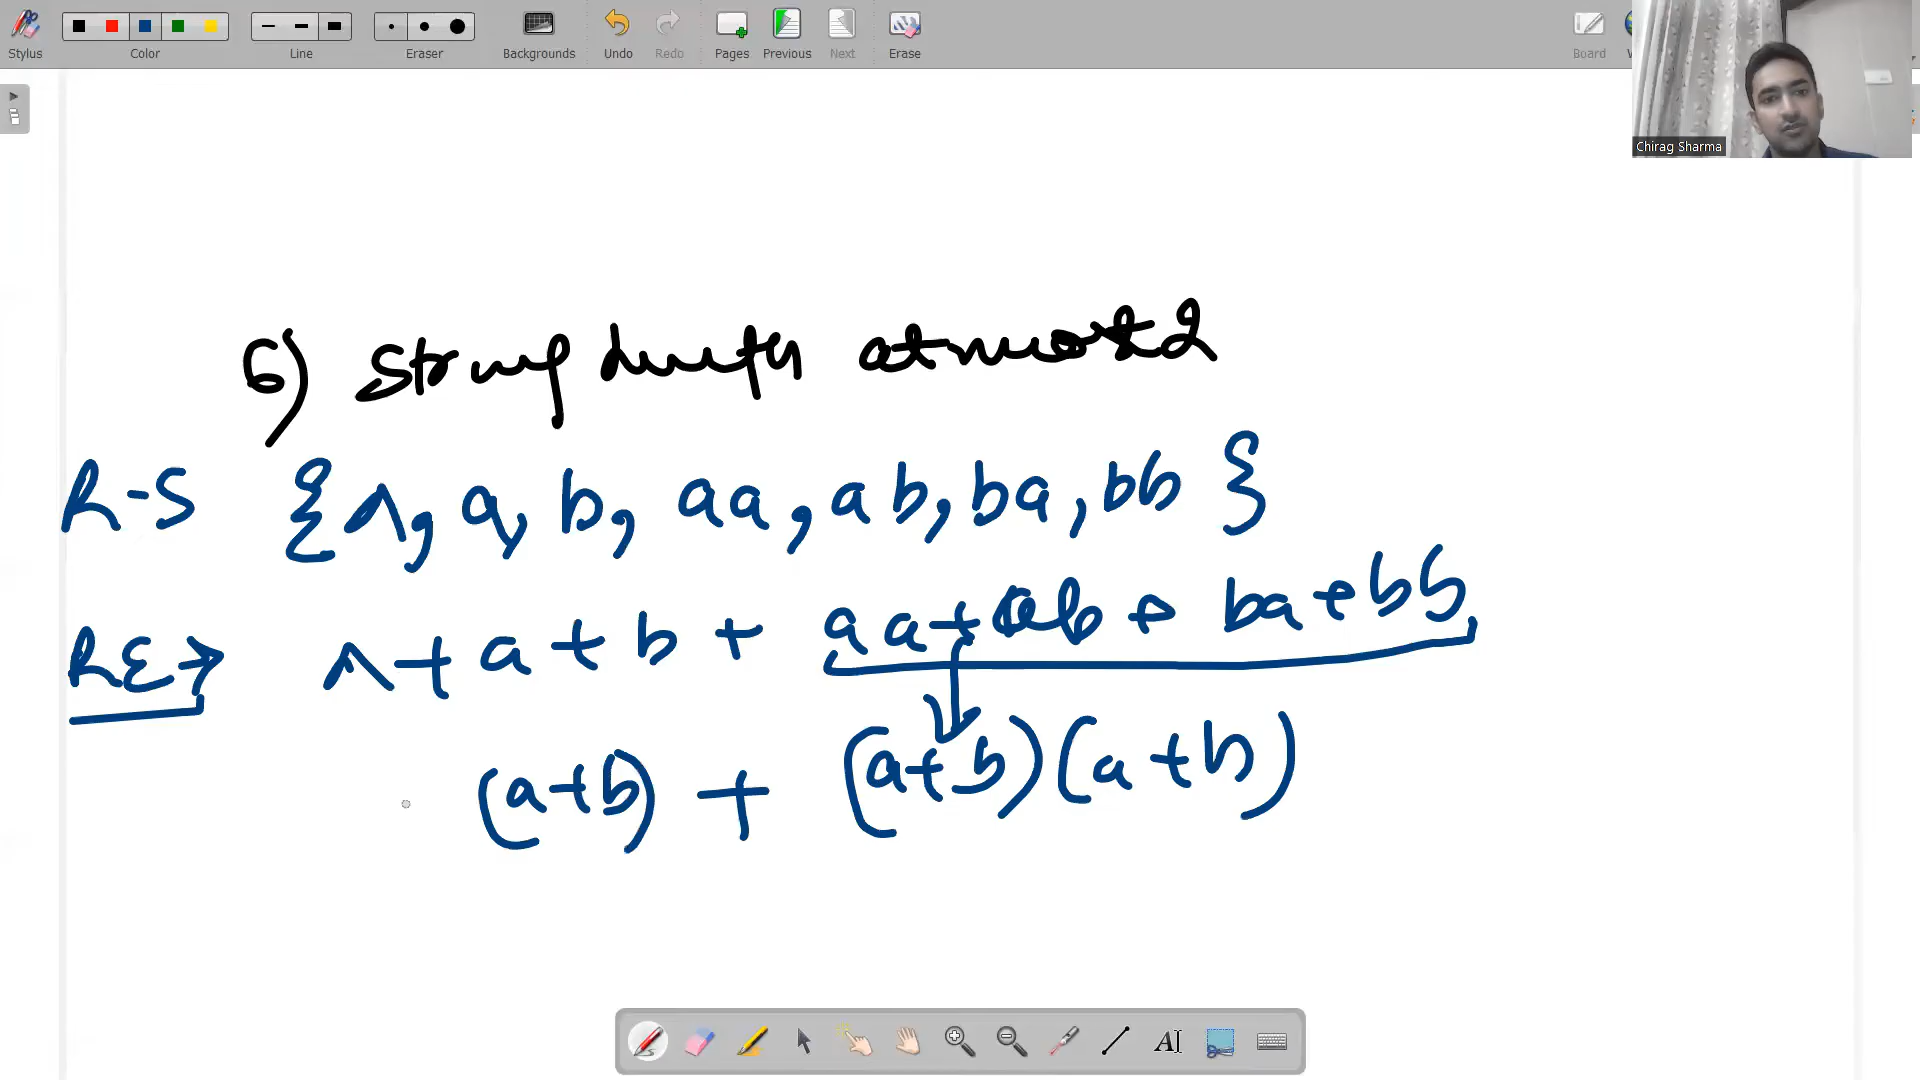 Stylus Color Line Eraser Backgrounds Undo Redo Pages Previous Next Erase Board
Chirag Sharma
6) String length atmost 2
R-S {Λ, a, b, aa, ab, ba, bb}
RE→ Λ + a + b + aa + ab + ba + bb
(a+b) + (a+b)(a+b)